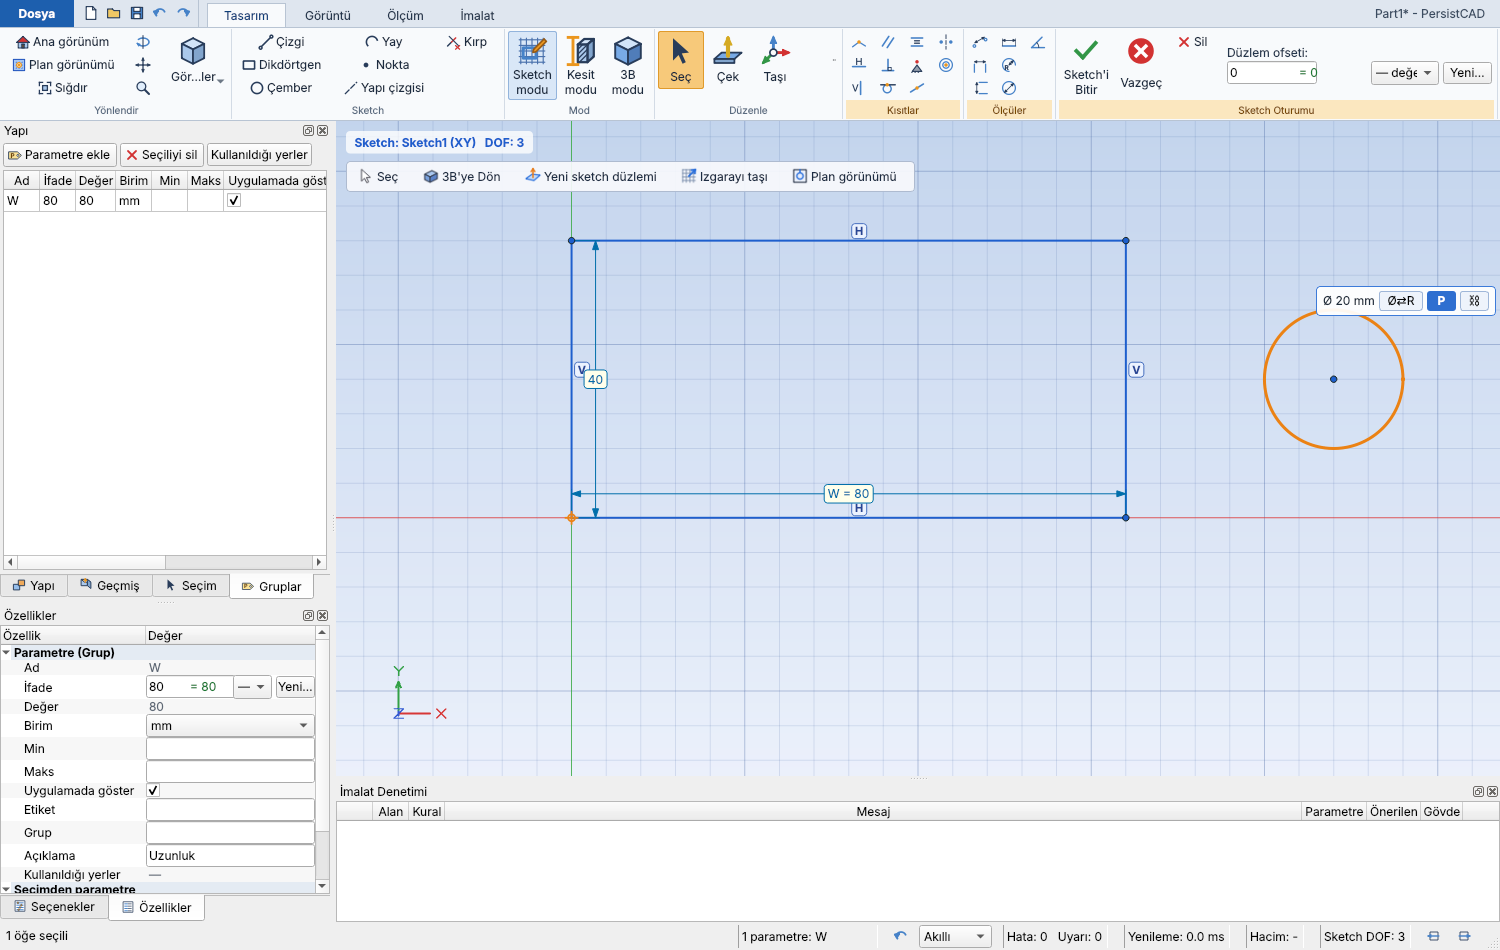 Dosya
Tasarım
Görüntü
Ölçüm
İmalat
Part1* - PersistCAD
Ana görünüm
Plan görünümü
Sığdır
Gör...ler
Yönlendir
Çizgi
Dikdörtgen
Çember
Yay
Nokta
Yapı çizgisi
Kırp
Sketch
Sketch modu
Kesit modu
3B modu
Mod
Seç
Çek
Taşı
Düzenle
Kısıtlar
Ölçüler
Sketch'i Bitir
Vazgeç
Sil
Düzlem ofseti:
0 = 0
— değe
Yeni...
Sketch Oturumu
Yapı
Parametre ekle
Seçiliyi sil
Kullanıldığı yerler
Ad İfade Değer Birim Min Maks Uygulamada göst
W 80 80 mm
Yapı
Geçmiş
Seçim
Gruplar
Özellikler
Özellik Değer
Parametre (Grup)
Ad W
İfade 80 = 80 — Yeni...
Değer 80
Birim mm
Min
Maks
Uygulamada göster
Etiket
Grup
Açıklama Uzunluk
Kullanıldığı yerler —
Seçimden parametre
Seçenekler
Özellikler
Sketch: Sketch1 (XY) DOF: 3
Seç
3B'ye Dön
Yeni sketch düzlemi
Izgarayı taşı
Plan görünümü
H
V
40
V
W = 80
H
Ø 20 mm
Ø⇄R
P
Y
Z
X
İmalat Denetimi
Alan Kural Mesaj Parametre Önerilen Gövde
1 öğe seçili
1 parametre: W
Akıllı
Hata: 0 Uyarı: 0
Yenileme: 0.0 ms
Hacim: -
Sketch DOF: 3